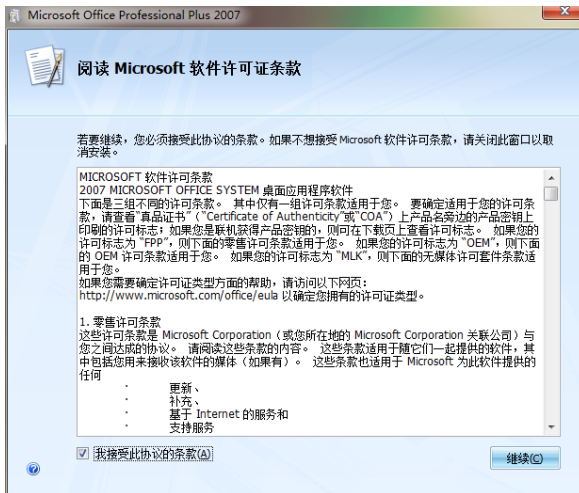 Microsoft Office Professional Plus 2007
阅读 Microsoft 软件许可证条款
若要继续，您必须接受此协议的条款。如果不想接受 Microsoft 软件许可条款，请关闭此窗口以取
消安装。
MICROSOFT 软件许可条款
2007 MICROSOFT OFFICE SYSTEM 桌面应用程序软件
下面是三组不同的许可条款。 其中仅有一组许可条款适用于您。 要确定适用于您的许可条
款，请查看"真品证书"（"Certificate of Authenticity"或"COA"）上产品名旁边的产品密钥上
印刷的许可标志；如果您是联机获得产品密钥的，则可在下载页上查看许可标志。 如果您的
许可标志为 "FPP"，则下面的零售许可条款适用于您。 如果您的许可标志为 "OEM"，则下面
的 OEM 许可条款适用于您。 如果您的许可标志为 "MLK"，则下面的无媒体许可套件条款适
用于您。
如果您需要确定许可证类型方面的帮助，请访问以下网页：
http://www.microsoft.com/office/eula 以确定您拥有的许可证类型。
1. 零售许可条款
这些许可条款是 Microsoft Corporation（或您所在地的 Microsoft Corporation 关联公司）与
您之间达成的协议。 请阅读这些条款的内容。 这些条款适用于随它们一起提供的软件，其
中包括您用来接收该软件的媒体（如果有）。 这些条款也适用于 Microsoft 为此软件提供的
任何
· 更新、
· 补充、
· 基于 Internet 的服务和
· 支持服务
我接受此协议的条款(A)
继续(C)